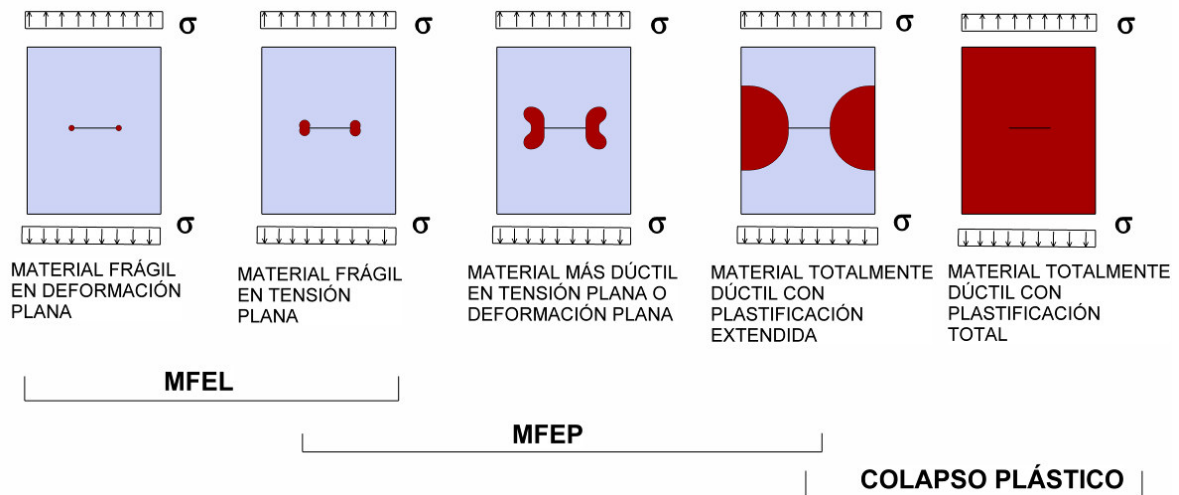 σ
σ
σ
σ
σ
σ
σ
σ
σ
σ
MATERIAL FRÁGIL
EN DEFORMACIÓN
PLANA
MATERIAL FRÁGIL
EN TENSIÓN
PLANA
MATERIAL MÁS DÚCTIL
EN TENSIÓN PLANA O
DEFORMACIÓN PLANA
MATERIAL TOTALMENTE
DÚCTIL CON
PLASTIFICACIÓN
EXTENDIDA
MATERIAL TOTALMENTE
DÚCTIL CON
PLASTIFICACIÓN
TOTAL
MFEL
MFEP
COLAPSO PLÁSTICO